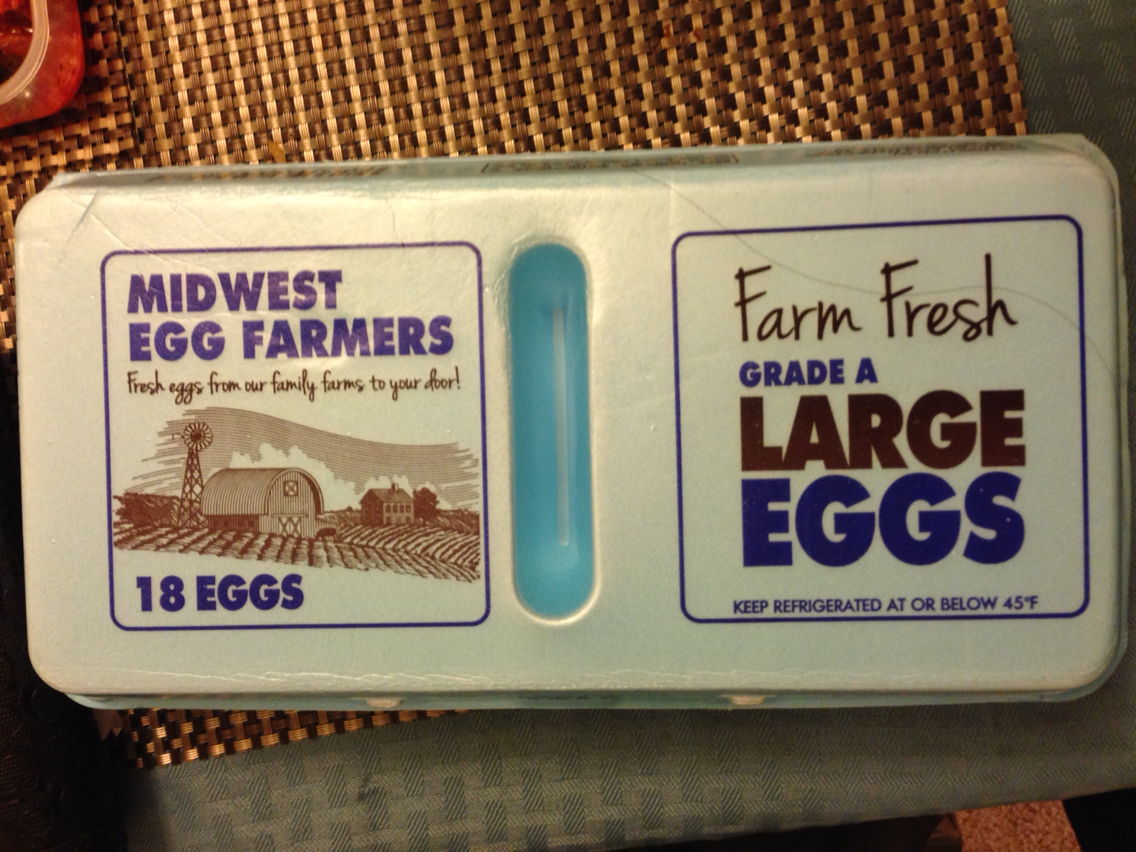 MIDWEST
EGG FARMERS
Fresh eggs from our family farms to your door!
18 EGGS
Farm Fresh
GRADE A
LARGE
EGGS
KEEP REFRIGERATED AT OR BELOW 45°F